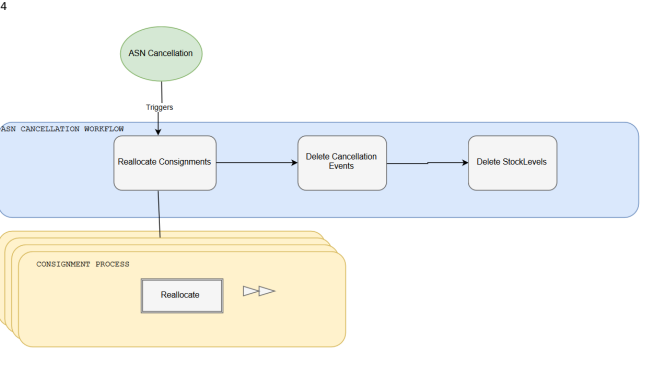 4
ASN Cancellation
Triggers
ASN CANCELLATION WORKFLOW
Reallocate Consignments
Delete Cancellation
Events
Delete StockLevels
CONSIGNMENT PROCESS
Reallocate